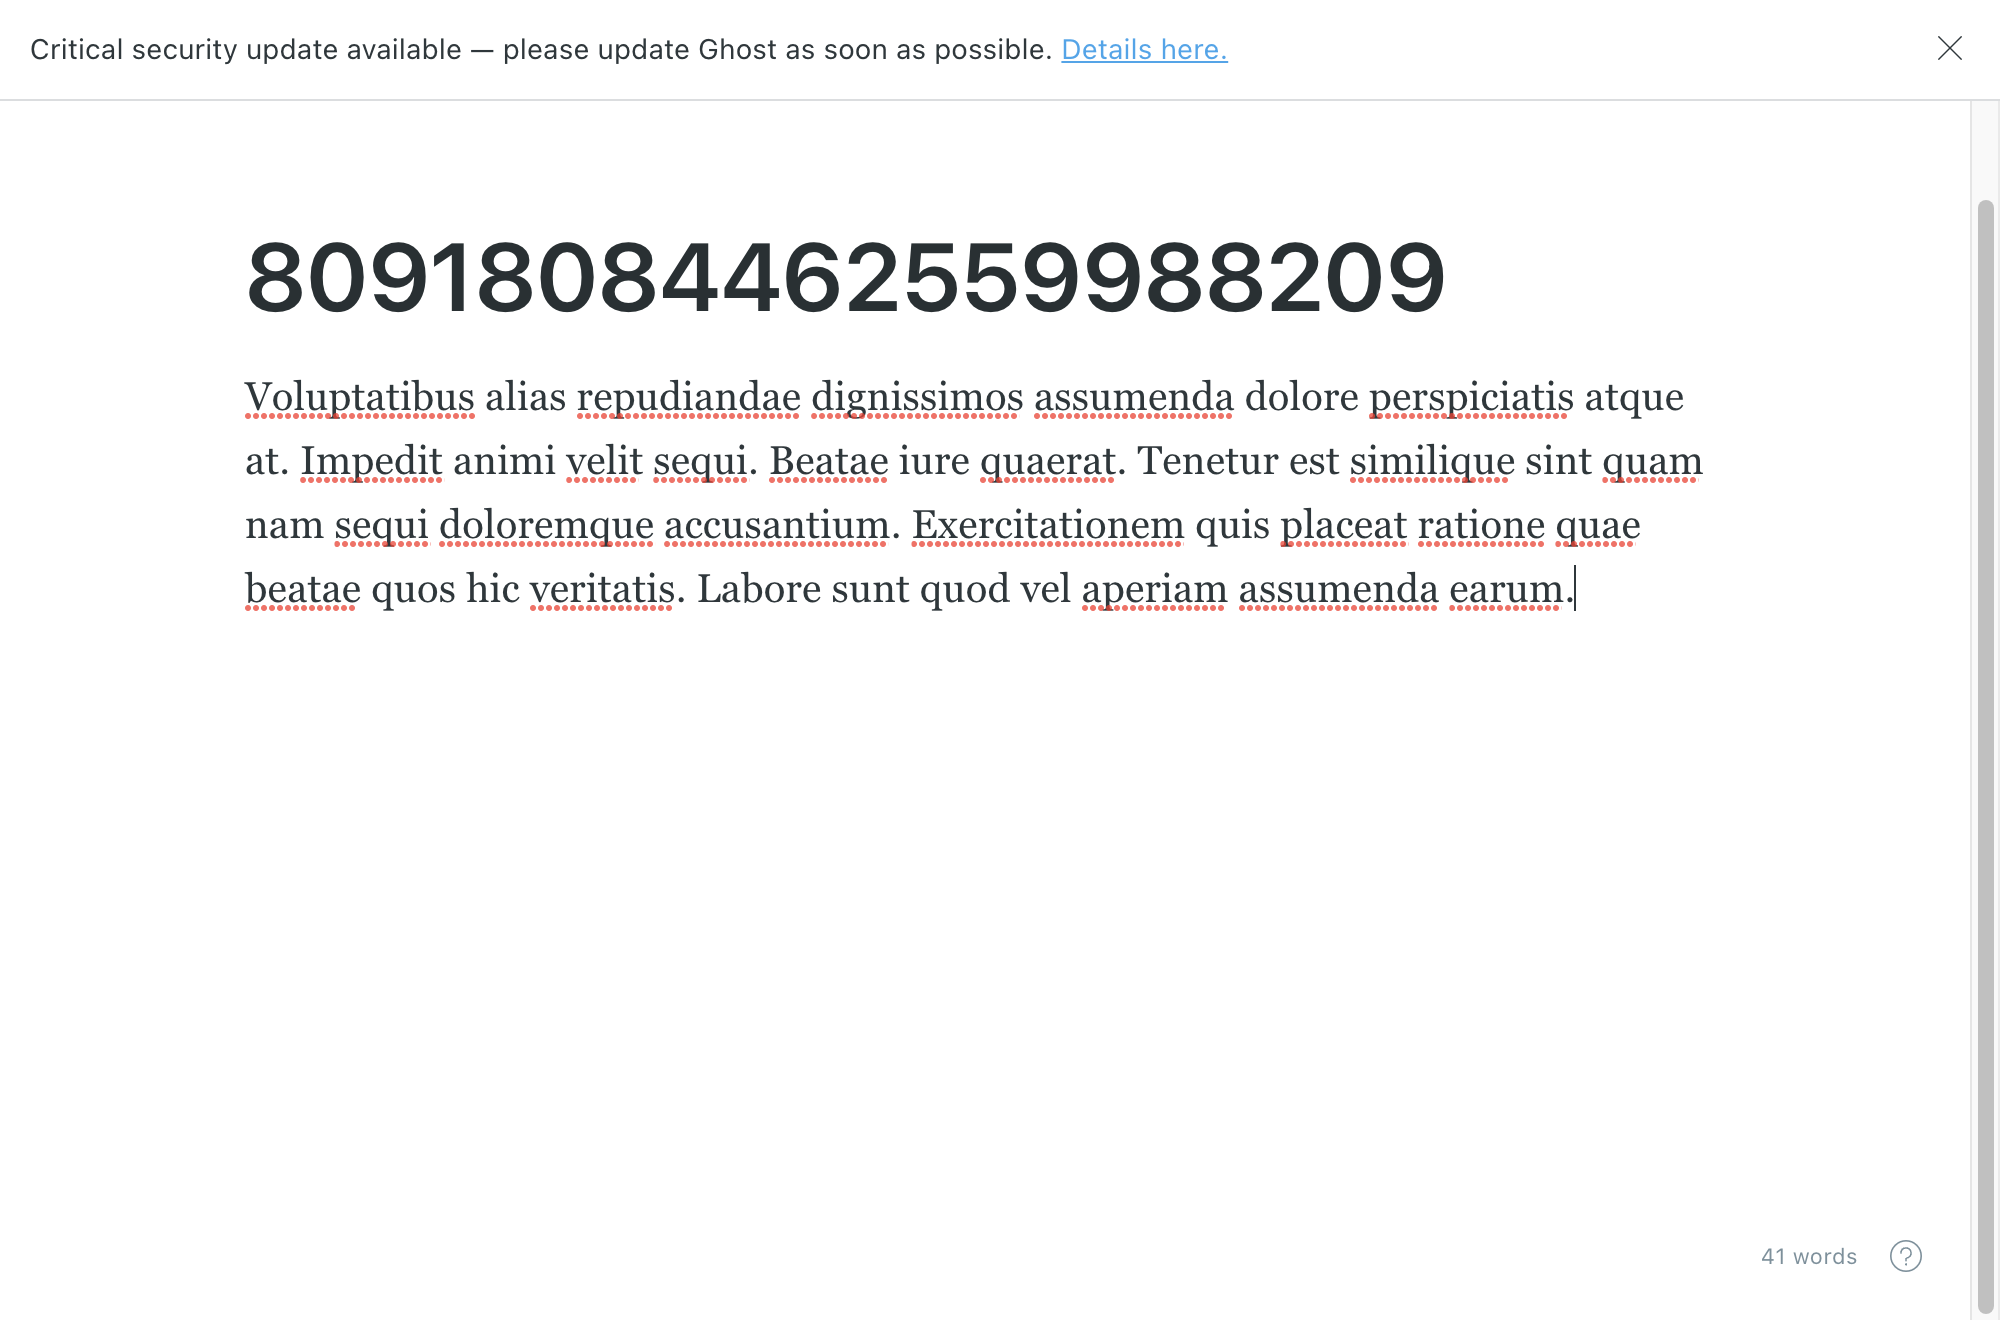 Critical security update available — please update Ghost as soon as possible. Details here.
80918084462559988209
Voluptatibus alias repudiandae dignissimos assumenda dolore perspiciatis atque
at. Impedit animi velit sequi. Beatae iure quaerat. Tenetur est similique sint quam
nam sequi doloremque accusantium. Exercitationem quis placeat ratione quae
beatae quos hic veritatis. Labore sunt quod vel aperiam assumenda earum.
41 words